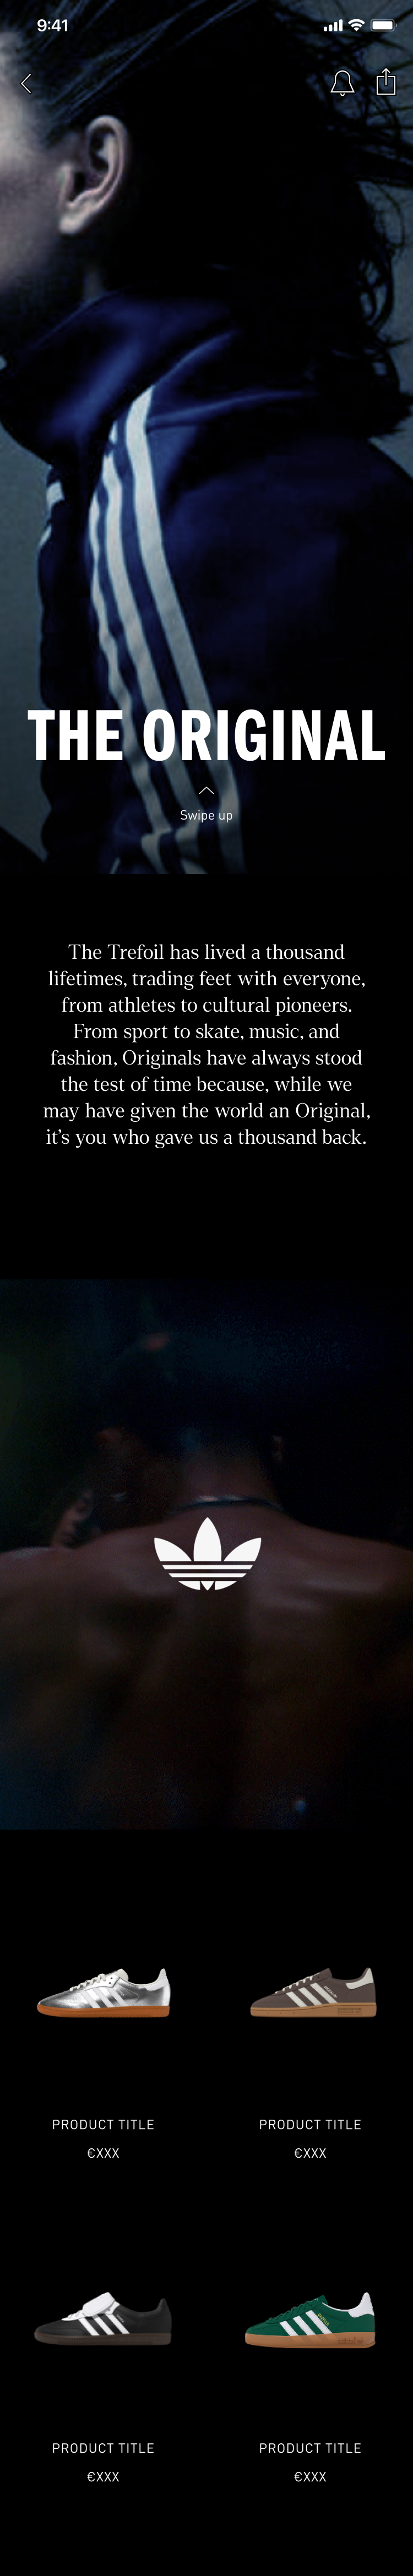 9:41
THE ORIGINAL
Swipe up
The Trefoil has lived a thousand
lifetimes, trading feet with everyone,
from athletes to cultural pioneers.
From sport to skate, music, and
fashion, Originals have always stood
the test of time because, while we
may have given the world an Original,
it’s you who gave us a thousand back.
PRODUCT TITLE
€XXX
PRODUCT TITLE
€XXX
PRODUCT TITLE
€XXX
PRODUCT TITLE
€XXX